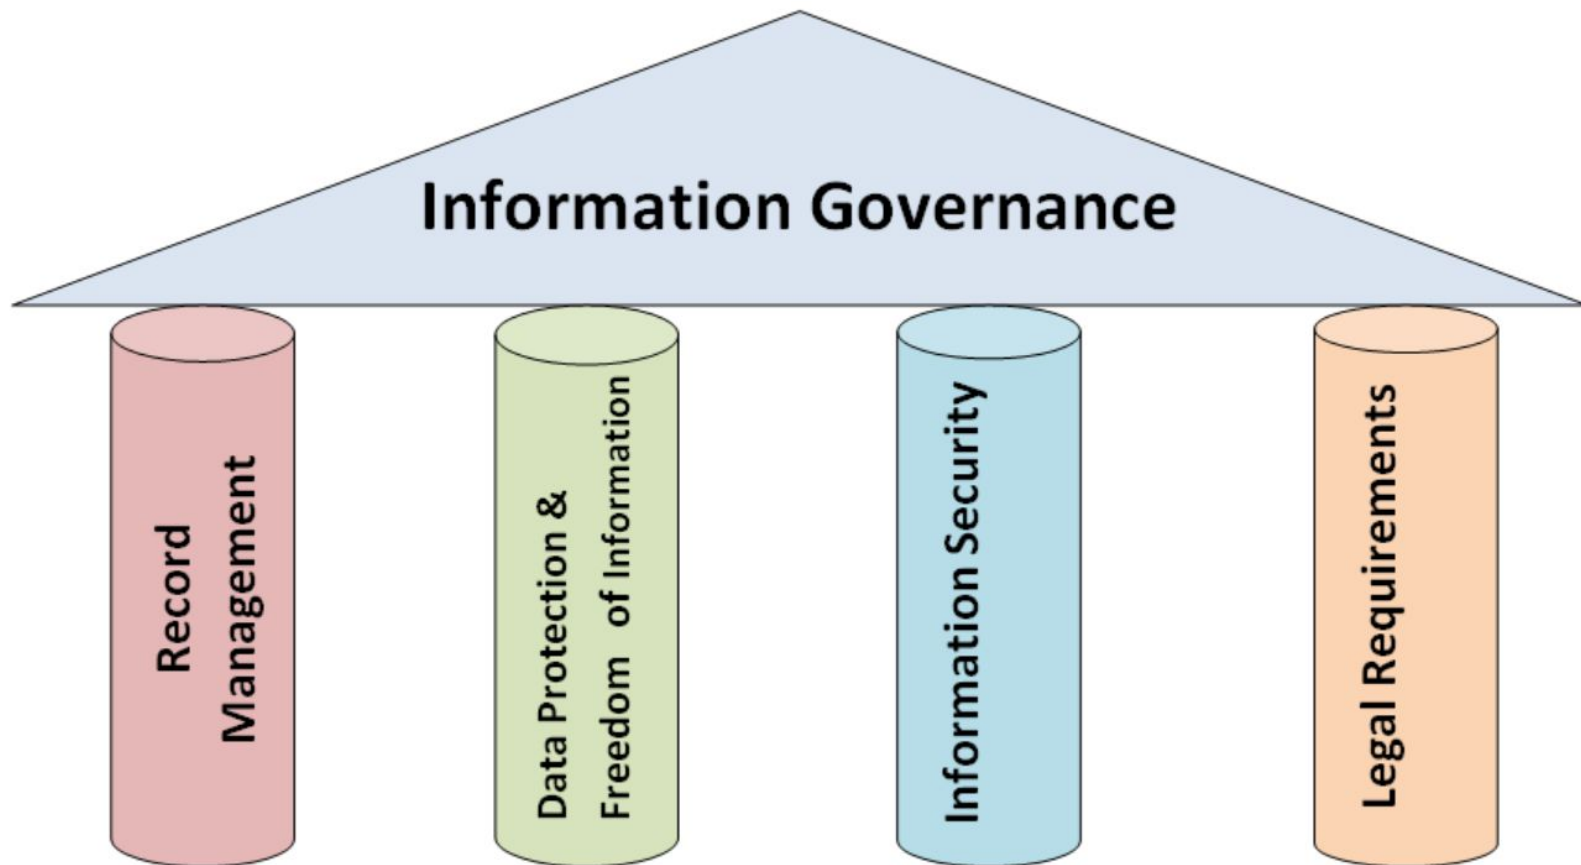 Information Governance
Record
Management
Data Protection &
Freedom of Information
Information Security
Legal Requirements